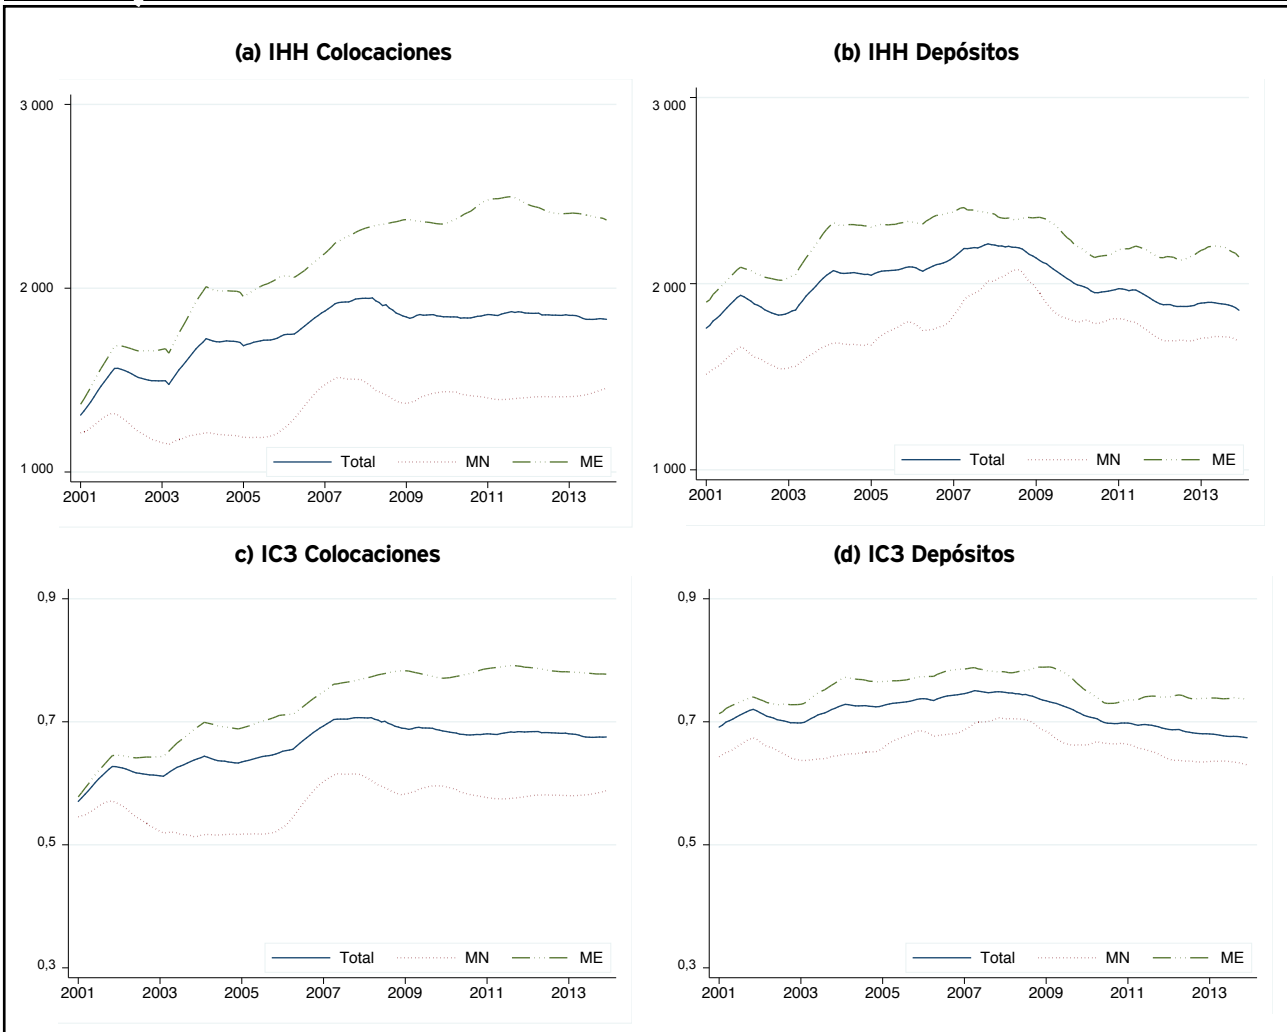 (a) IHH Colocaciones
3 000
2 000
1 000
Total MN ME
2001 2003 2005 2007 2009 2011 2013
(b) IHH Depósitos
3 000
2 000
1 000
Total MN ME
2001 2003 2005 2007 2009 2011 2013
c) IC3 Colocaciones
0,9
0,7
0,5
0,3
Total MN ME
2001 2003 2005 2007 2009 2011 2013
(d) IC3 Depósitos
0,9
0,7
0,5
0,3
Total MN ME
2001 2003 2005 2007 2009 2011 2013